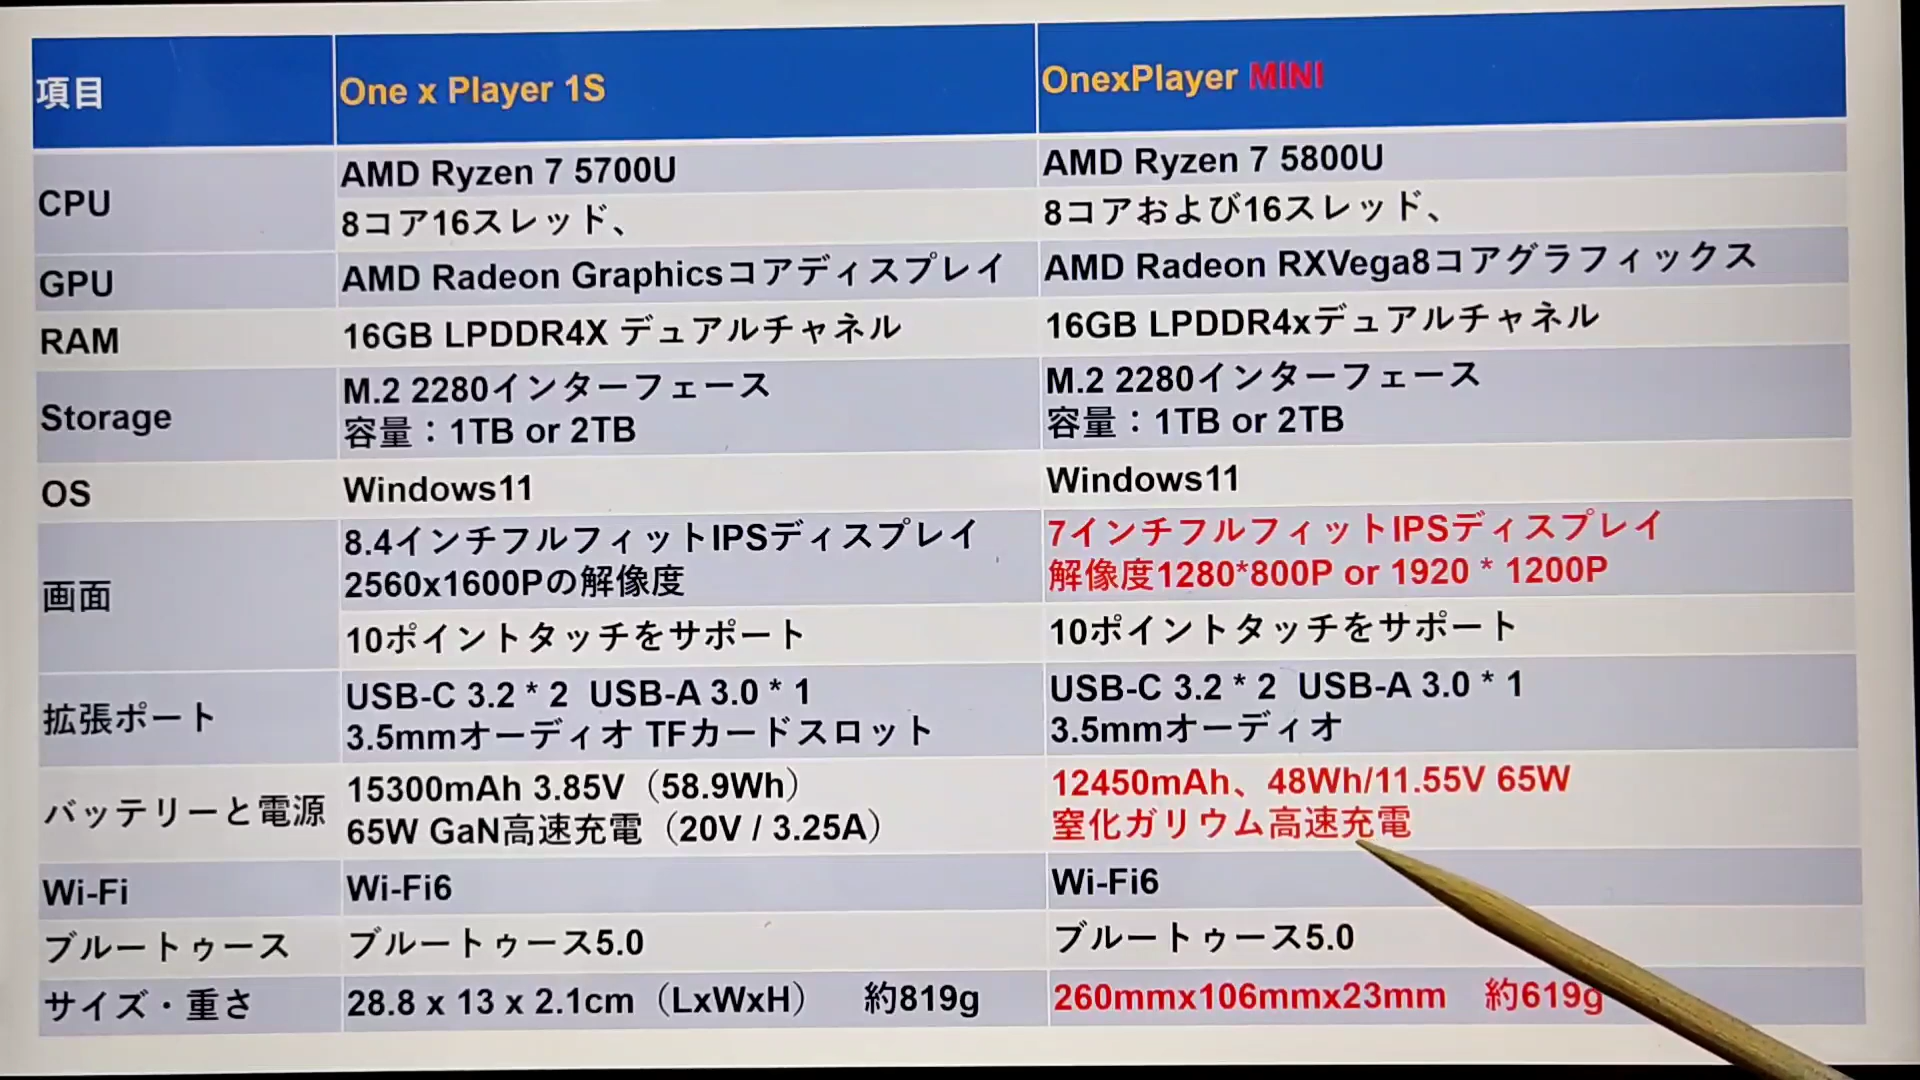 項目 One x Player 1S OnexPlayer MINI
CPU AMD Ryzen 7 5700U AMD Ryzen 7 5800U
8コア16スレッド、 8コアおよび16スレッド、
GPU AMD Radeon Graphicsコアディスプレイ AMD Radeon RXVega8コアグラフィックス
RAM 16GB LPDDR4X デュアルチャネル 16GB LPDDR4xデュアルチャネル
Storage M.2 2280インターフェース M.2 2280インターフェース
容量：1TB or 2TB 容量：1TB or 2TB
OS Windows11 Windows11
画面 8.4インチフルフィットIPSディスプレイ 7インチフルフィットIPSディスプレイ
2560x1600Pの解像度 解像度1280*800P or 1920 * 1200P
10ポイントタッチをサポート 10ポイントタッチをサポート
拡張ポート USB-C 3.2 * 2 USB-A 3.0 * 1 USB-C 3.2 * 2 USB-A 3.0 * 1
3.5mmオーディオ TFカードスロット 3.5mmオーディオ
バッテリーと電源 15300mAh 3.85V（58.9Wh） 12450mAh、48Wh/11.55V 65W
65W GaN高速充電（20V / 3.25A） 窒化ガリウム高速充電
Wi-Fi Wi-Fi6 Wi-Fi6
ブルートゥース ブルートゥース5.0 ブルートゥース5.0
サイズ・重さ 28.8 x 13 x 2.1cm（LxWxH） 約819g 260mmx106mmx23mm 約619g